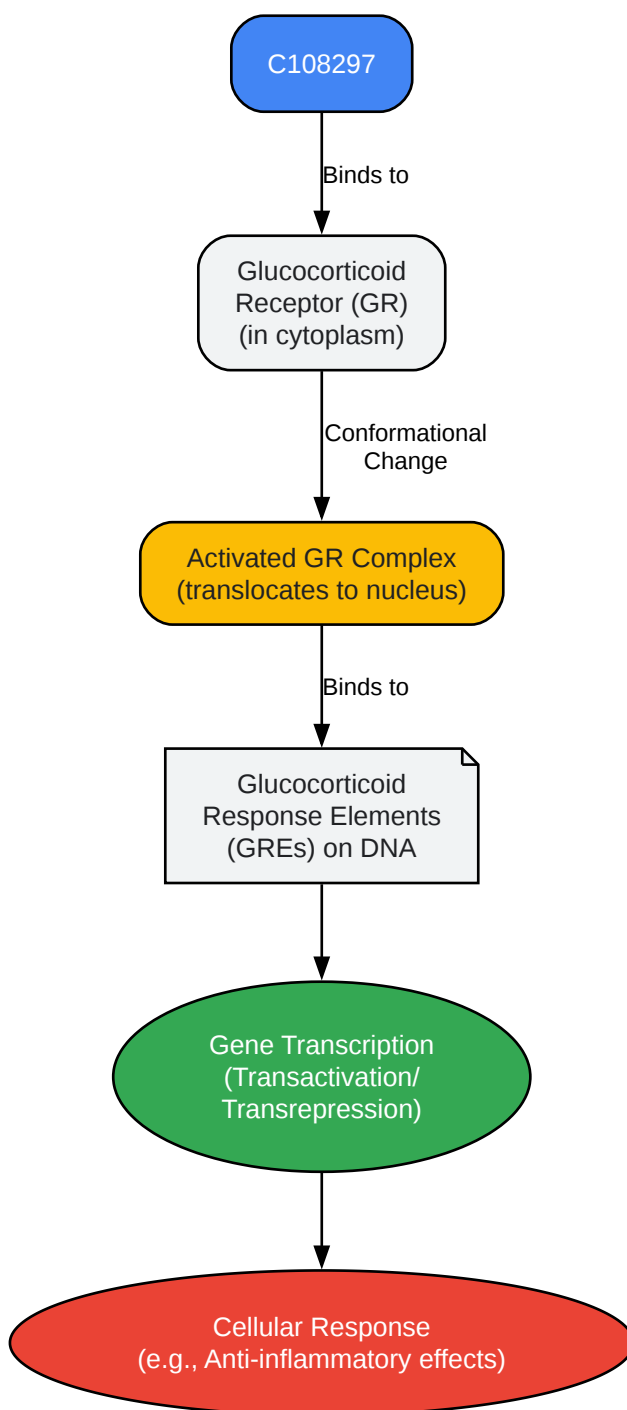 C108297
Binds to
Glucocorticoid
Receptor (GR)
(in cytoplasm)
Conformational
Change
Activated GR Complex
(translocates to nucleus)
Binds to
Glucocorticoid
Response Elements
(GREs) on DNA
Gene Transcription
(Transactivation/
Transrepression)
Cellular Response
(e.g., Anti-inflammatory effects)